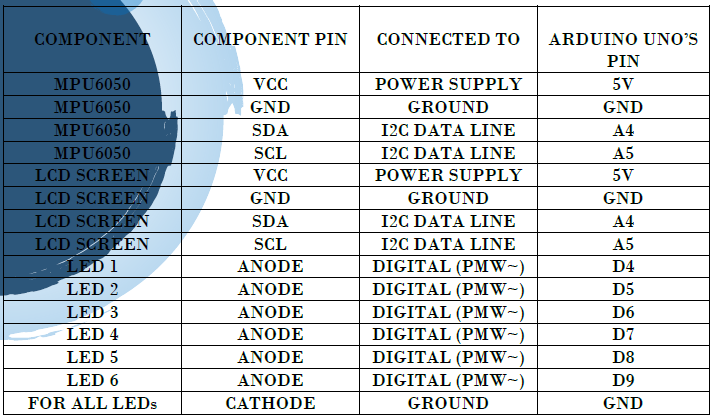 COMPONENT COMPONENT PIN CONNECTED TO ARDUINO UNO'S PIN
MPU6050 VCC POWER SUPPLY 5V
MPU6050 GND GROUND GND
MPU6050 SDA I2C DATA LINE A4
MPU6050 SCL I2C DATA LINE A5
LCD SCREEN VCC POWER SUPPLY 5V
LCD SCREEN GND GROUND GND
LCD SCREEN SDA I2C DATA LINE A4
LCD SCREEN SCL I2C DATA LINE A5
LED 1 ANODE DIGITAL (PMW~) D4
LED 2 ANODE DIGITAL (PMW~) D5
LED 3 ANODE DIGITAL (PMW~) D6
LED 4 ANODE DIGITAL (PMW~) D7
LED 5 ANODE DIGITAL (PMW~) D8
LED 6 ANODE DIGITAL (PMW~) D9
FOR ALL LEDs CATHODE GROUND GND